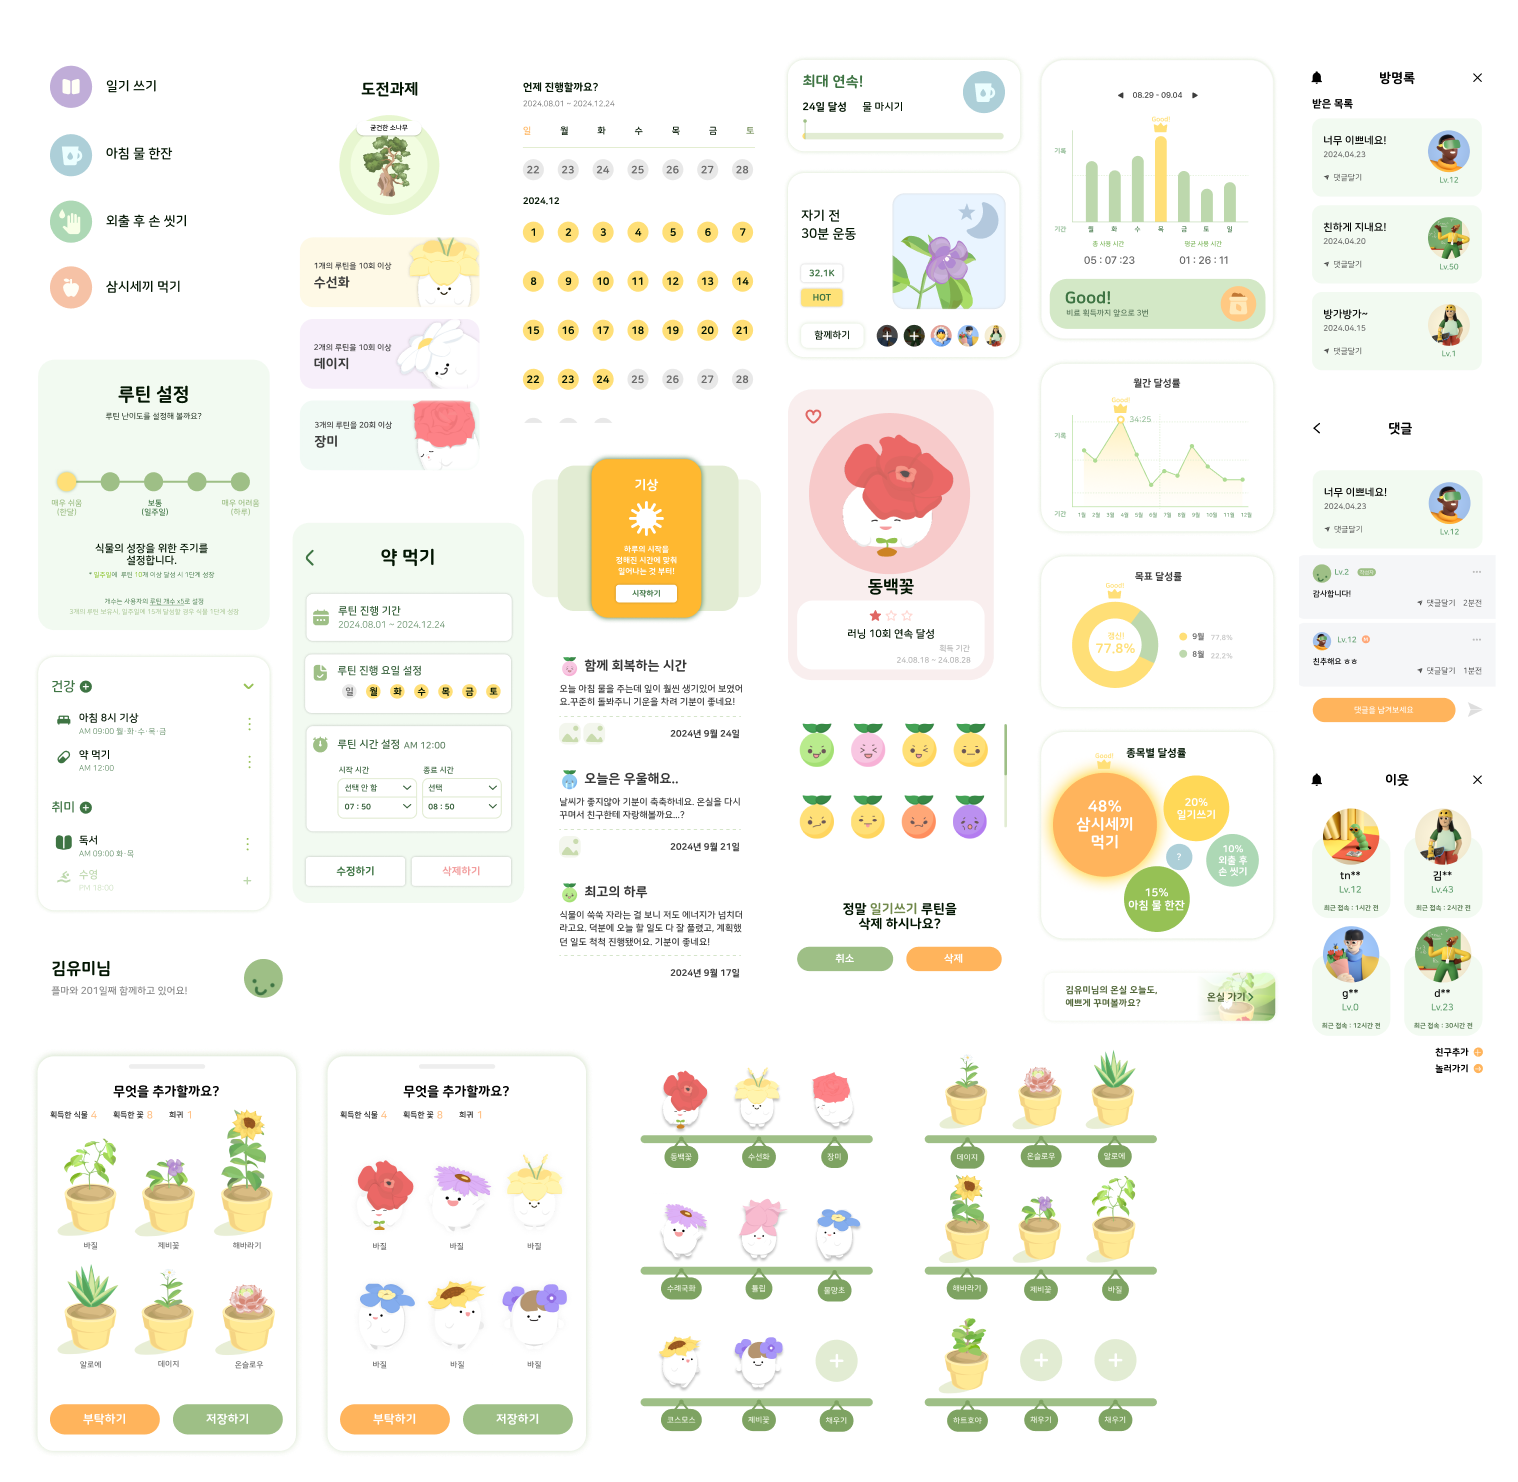 일기 쓰기
아침 물 한잔
외출 후 손 씻기
삼시세끼 먹기
루틴 설정
루틴 난이도를 설정해 볼까요?
매우 쉬움
(한달)
보통
(일주일)
매우 어려움
(하루)
식물의 성장을 위한 주기를
설정합니다.
* 일주일에 루틴 10개 이상 달성 시 1단계 성장
개수는 사용자의 루틴 개수 x5로 설정
3개의 루틴 보유시, 일주일에 15개 달성할 경우 식물 1단계 성장
건강
아침 8시 기상
AM 09:00 월·화·수·목·금
약 먹기
AM 12:00
취미
독서
AM 09:00 화·목
수영
PM 18:00
김유미님
플마와 201일째 함께하고 있어요!
도전과제
굳건한 소나무
1개의 루틴을 10회 이상
수선화
2개의 루틴을 10회 이상
데이지
3개의 루틴을 20회 이상
장미
약 먹기
루틴 진행 기간
2024.08.01 ~ 2024.12.24
루틴 진행 요일 설정
일 월 화 수 목 금 토
루틴 시간 설정 AM 12:00
시작 시간 종료 시간
선택 안 함 선택
07 : 50 08 : 50
수정하기 삭제하기
언제 진행할까요?
2024.08.01 ~ 2024.12.24
일 월 화 수 목 금 토
22 23 24 25 26 27 28
2024.12
1 2 3 4 5 6 7
8 9 10 11 12 13 14
15 16 17 18 19 20 21
22 23 24 25 26 27 28
기상
하루의 시작을
정해진 시간에 맞춰
일어나는 것 부터!
시작하기
함께 회복하는 시간
오늘 아침 물을 주는데 잎이 훨씬 생기있어 보였어
요.꾸준히 돌봐주니 기운을 차려 기분이 좋네요!
2024년 9월 24일
오늘은 우울해요..
날씨가 좋지않아 기분이 축축하네요. 온실을 다시
꾸며서 친구한테 자랑해볼까요...?
2024년 9월 21일
최고의 하루
식물이 쑥쑥 자라는 걸 보니 저도 에너지가 넘치더
라고요. 덕분에 오늘 할 일도 다 잘 풀렸고, 계획했
던 일도 척척 진행됐어요. 기분이 좋네요!
2024년 9월 17일
최대 연속!
24일 달성 물 마시기
자기 전
30분 운동
32.1K
HOT
함께하기
동백꽃
러닝 10회 연속 달성
획득 기간
24.08.18 ~ 24.08.28
정말 일기쓰기 루틴을
삭제 하시나요?
취소 삭제
08.29 - 09.04
Good!
기록
기간 월 화 수 목 금 토 일
총 사용 시간 평균 사용 시간
05 : 07 : 23 01 : 26 : 11
Good!
비료 획득까지 앞으로 3번
월간 달성률
Good!
34:25
기록
기간 1월 2월 3월 4월 5월 6월 7월 8월 9월 10월 11월 12월
목표 달성률
Good!
갱신!
77.8%
9월 77.8%
8월 22.2%
종목별 달성률
Good!
48%
삼시세끼
먹기
20%
일기쓰기
?
10%
외출 후
손 씻기
15%
아침 물 한잔
김유미님의 온실 오늘도,
예쁘게 꾸며볼까요?
온실 가기
방명록
받은 목록
너무 이쁘네요!
2024.04.23
댓글달기
Lv.12
친하게 지내요!
2024.04.20
댓글달기
Lv.50
방가방가~
2024.04.15
댓글달기
Lv.1
댓글
너무 이쁘네요!
2024.04.23
댓글달기
Lv.12
Lv.2 작성자
감사합니다!
댓글달기 2분전
Lv.12
친추해요 ㅎㅎ
댓글달기 1분전
댓글을 남겨보세요
이웃
tn**
Lv.12
최근 접속 : 1시간 전
김**
Lv.43
최근 접속 : 2시간 전
g**
Lv.0
최근 접속 : 12시간 전
d**
Lv.23
최근 접속 : 30시간 전
친구추가
놀러가기
무엇을 추가할까요?
획득한 식물 4 획득한 꽃 8 희귀 1
바질 제비꽃 해바라기
알로에 데이지 온슬로우
부탁하기 저장하기
무엇을 추가할까요?
획득한 식물 4 획득한 꽃 8 희귀 1
바질 바질 바질
바질 바질 바질
부탁하기 저장하기
동백꽃 수선화 장미
수레국화 튤립 물망초
코스모스 제비꽃 채우기
데이지 온슬로우 알로에
해바라기 제비꽃 바질
하트호야 채우기 채우기